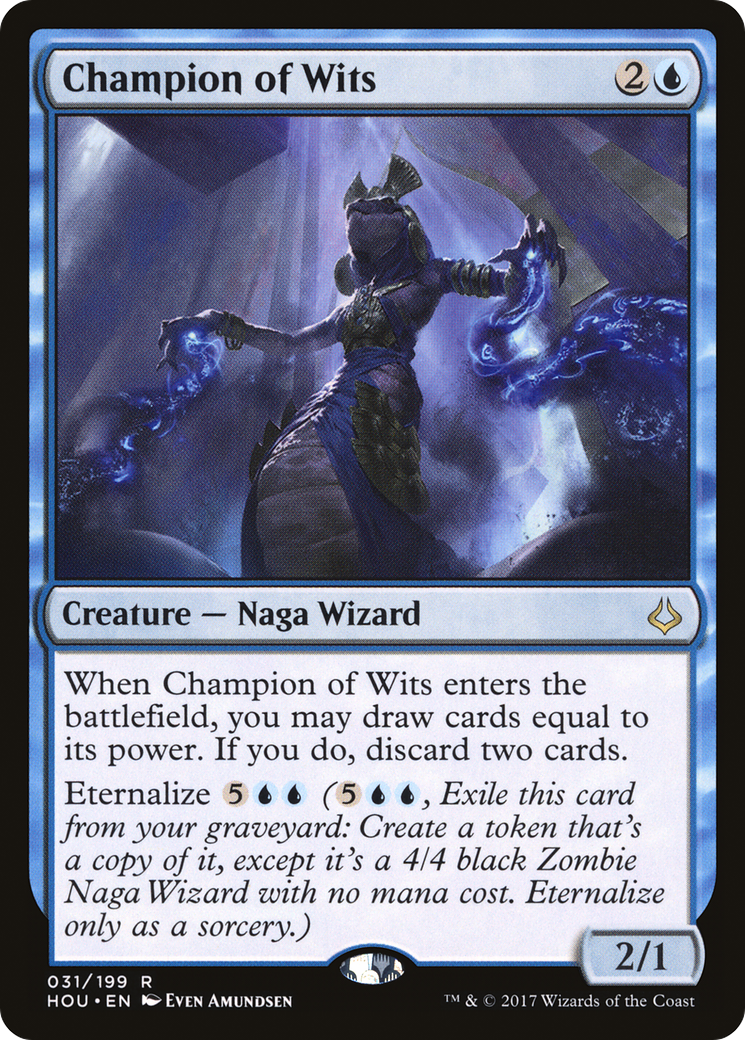 Champion of Wits 2
Creature — Naga Wizard
When Champion of Wits enters the
battlefield, you may draw cards equal to
its power. If you do, discard two cards.
Eternalize 5 (5, Exile this card
from your graveyard: Create a token that's
a copy of it, except it's a 4/4 black Zombie
Naga Wizard with no mana cost. Eternalize
only as a sorcery.)
2/1
031/199 R
HOU • EN Even Amundsen
™ & © 2017 Wizards of the Coast